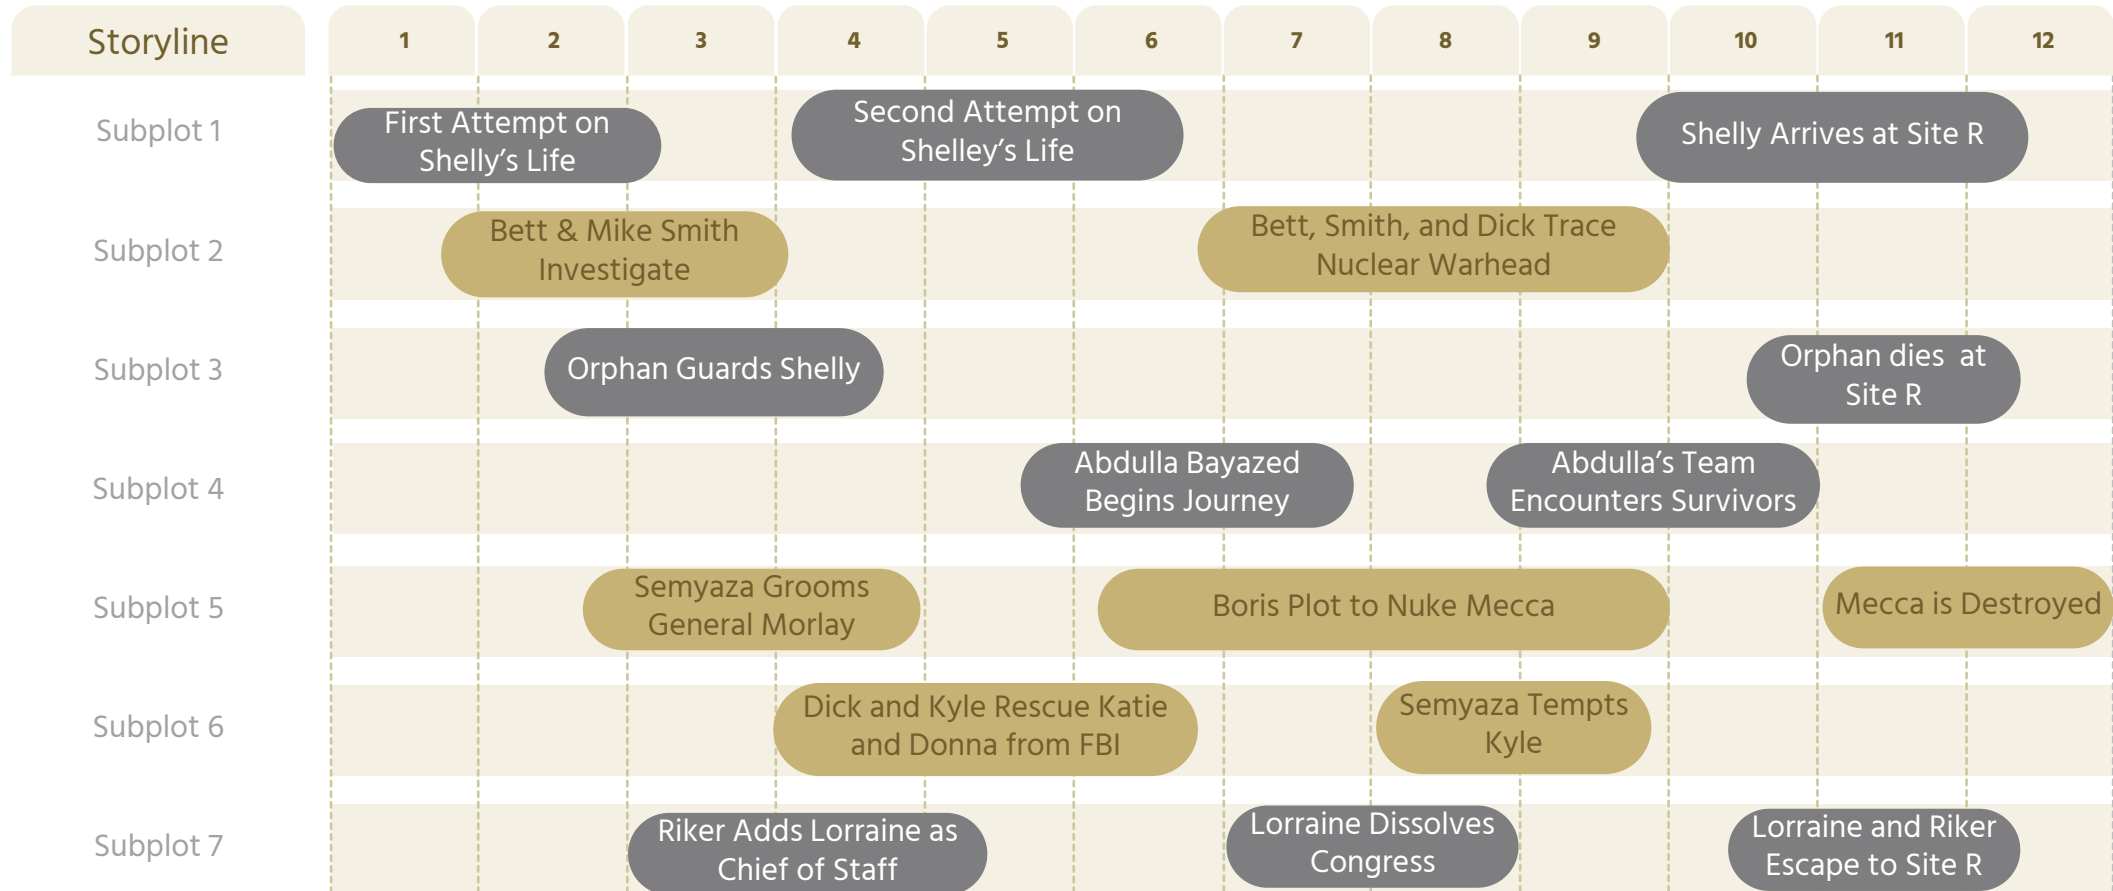 Storyline 1 2 3 4 5 6 7 8 9 10 11 12
Subplot 1
First Attempt on
Shelly’s Life
Second Attempt on
Shelley’s Life
Shelly Arrives at Site R
Subplot 2
Bett & Mike Smith
Investigate
Bett, Smith, and Dick Trace
Nuclear Warhead
Subplot 3
Orphan Guards Shelly
Orphan dies at
Site R
Subplot 4
Abdulla Bayazed
Begins Journey
Abdulla’s Team
Encounters Survivors
Subplot 5
Semyaza Grooms
General Morlay
Boris Plot to Nuke Mecca
Mecca is Destroyed
Subplot 6
Dick and Kyle Rescue Katie
and Donna from FBI
Semyaza Tempts
Kyle
Subplot 7
Riker Adds Lorraine as
Chief of Staff
Lorraine Dissolves
Congress
Lorraine and Riker
Escape to Site R